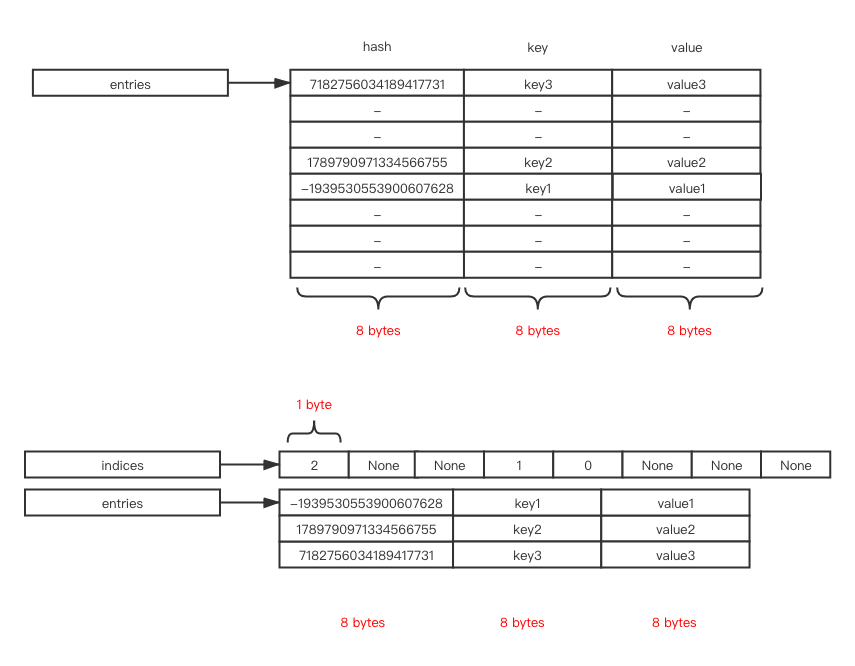 hash key value
entries 7182756034189417731 key3 value3
– – –
– – –
1789790971334566755 key2 value2
–1939530553900607628 key1 value1
– – –
– – –
– – –
8 bytes 8 bytes 8 bytes
1 byte
indices 2 None None 1 0 None None None
entries –1939530553900607628 key1 value1
1789790971334566755 key2 value2
7182756034189417731 key3 value3
8 bytes 8 bytes 8 bytes